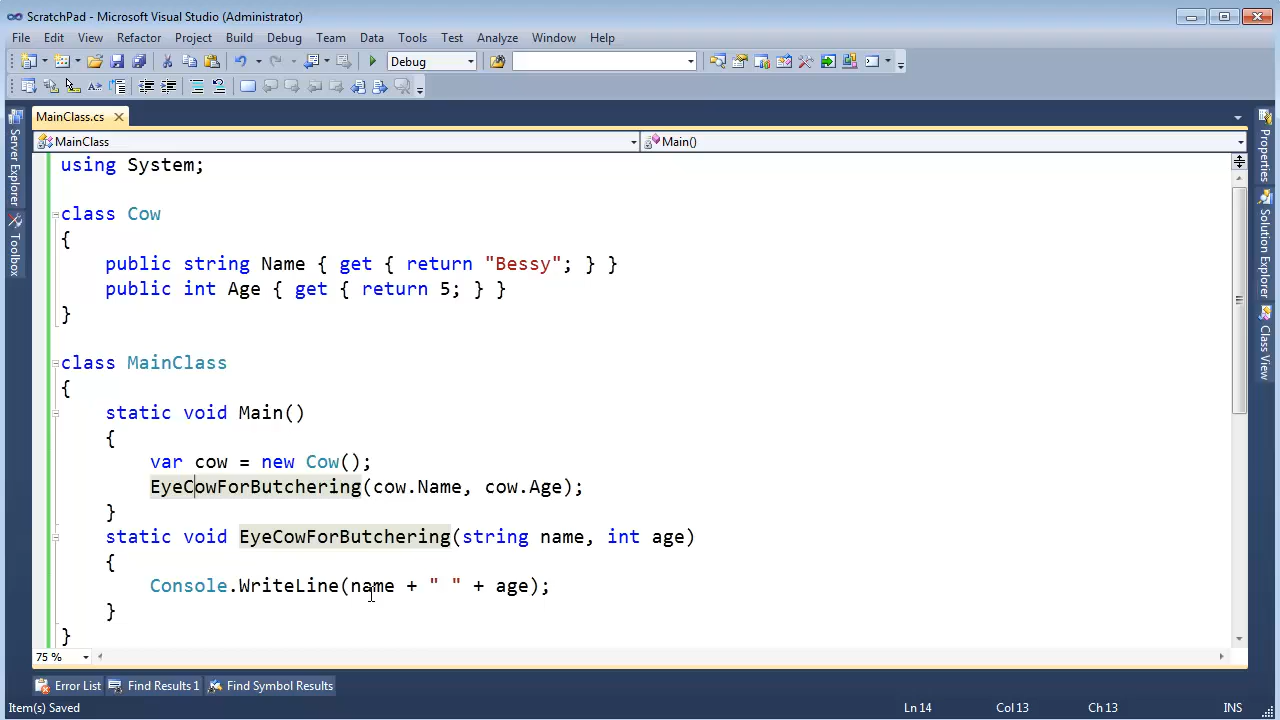 ScratchPad - Microsoft Visual Studio (Administrator)
File Edit View Refactor Project Build Debug Team Data Tools Test Analyze Window Help
Debug
MainClass.cs
MainClass Main()
Server Explorer
Toolbox
Properties
Solution Explorer
Class View
using System;
class Cow
{
public string Name { get { return "Bessy"; } }
public int Age { get { return 5; } }
}
class MainClass
{
static void Main()
{
var cow = new Cow();
EyeCowForButchering(cow.Name, cow.Age);
}
static void EyeCowForButchering(string name, int age)
{
Console.WriteLine(name + " " + age);
}
}
75 %
Error List Find Results 1 Find Symbol Results
Item(s) Saved Ln 14 Col 13 Ch 13 INS